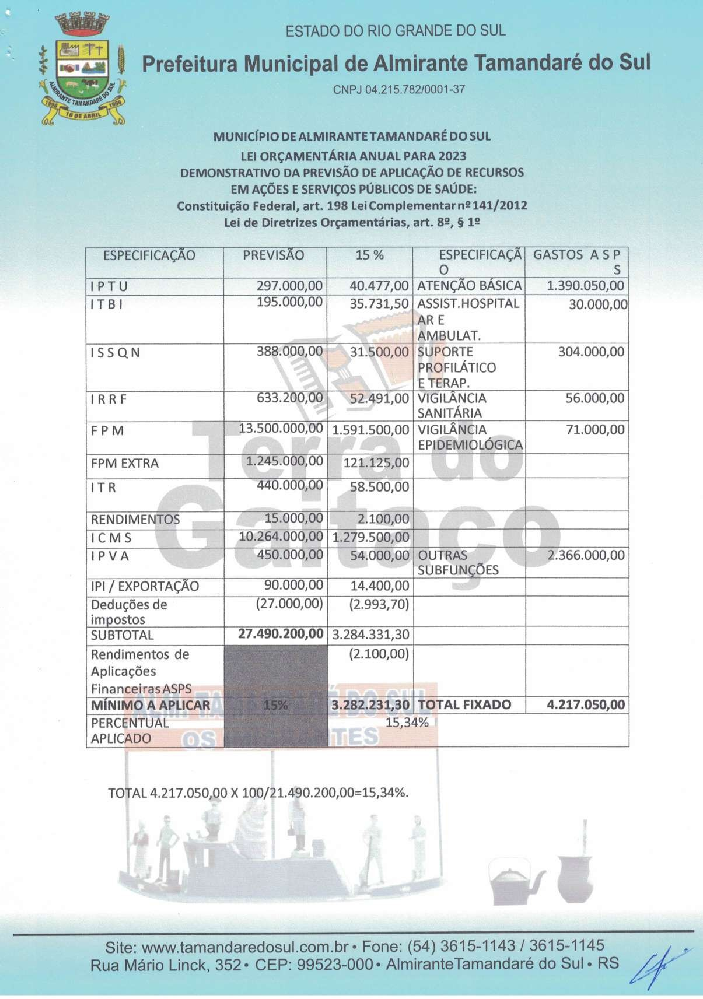 ESTADO DO RIO GRANDE DO SUL
Prefeitura Municipal de Almirante Tamandaré do Sul
CNPJ 04.215.782/0001-37
ALMIRANTE TAMANDARÉ DO SUL
1996 16 DE ABRIL 1996
MUNICÍPIO DE ALMIRANTE TAMANDARÉ DO SUL
LEI ORÇAMENTÁRIA ANUAL PARA 2023
DEMONSTRATIVO DA PREVISÃO DE APLICAÇÃO DE RECURSOS
EM AÇÕES E SERVIÇOS PÚBLICOS DE SAÚDE:
Constituição Federal, art. 198 Lei Complementar nº 141/2012
Lei de Diretrizes Orçamentárias, art. 8º, § 1º
ESPECIFICAÇÃO PREVISÃO 15 % ESPECIFICAÇÃ GASTOS A S P
O S
I P T U 297.000,00 40.477,00 ATENÇÃO BÁSICA 1.390.050,00
I T B I 195.000,00 35.731,50 ASSIST.HOSPITAL 30.000,00
AR E
AMBULAT.
I S S Q N 388.000,00 31.500,00 SUPORTE 304.000,00
PROFILÁTICO
E TERAP.
I R R F 633.200,00 52.491,00 VIGILÂNCIA 56.000,00
SANITÁRIA
F P M 13.500.000,00 1.591.500,00 VIGILÂNCIA 71.000,00
EPIDEMIOLÓGICA
FPM EXTRA 1.245.000,00 121.125,00
I T R 440.000,00 58.500,00
RENDIMENTOS 15.000,00 2.100,00
I C M S 10.264.000,00 1.279.500,00
I P V A 450.000,00 54.000,00 OUTRAS 2.366.000,00
SUBFUNÇÕES
IPI / EXPORTAÇÃO 90.000,00 14.400,00
Deduções de (27.000,00) (2.993,70)
impostos
SUBTOTAL 27.490.200,00 3.284.331,30
Rendimentos de (2.100,00)
Aplicações
Financeiras ASPS
MÍNIMO A APLICAR 15% 3.282.231,30 TOTAL FIXADO 4.217.050,00
PERCENTUAL 15,34%
APLICADO
Terra do
Gaitaço
ALM. TAMANDARÉ DO SUL
OS IMIGRANTES
TOTAL 4.217.050,00 X 100/21.490.200,00=15,34%.
Site: www.tamandaredosul.com.br • Fone: (54) 3615-1143 / 3615-1145
Rua Mário Linck, 352 • CEP: 99523-000 • Almirante Tamandaré do Sul • RS